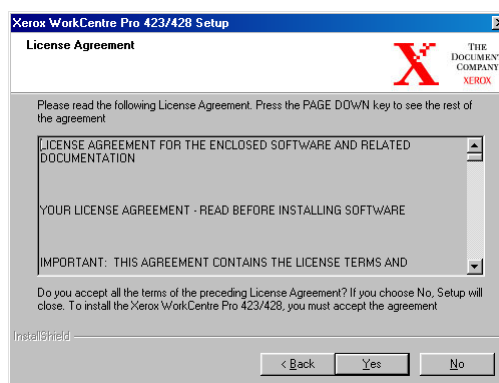 Xerox WorkCentre Pro 423/428 Setup
License Agreement
THE
DOCUMENT
COMPANY
XEROX
Please read the following License Agreement. Press the PAGE DOWN key to see the rest of
the agreement
LICENSE AGREEMENT FOR THE ENCLOSED SOFTWARE AND RELATED
DOCUMENTATION
YOUR LICENSE AGREEMENT - READ BEFORE INSTALLING SOFTWARE
IMPORTANT: THIS AGREEMENT CONTAINS THE LICENSE TERMS AND
Do you accept all the terms of the preceding License Agreement? If you choose No, Setup will
close. To install the Xerox WorkCentre Pro 423/428, you must accept the agreement
InstallShield
< Back Yes No